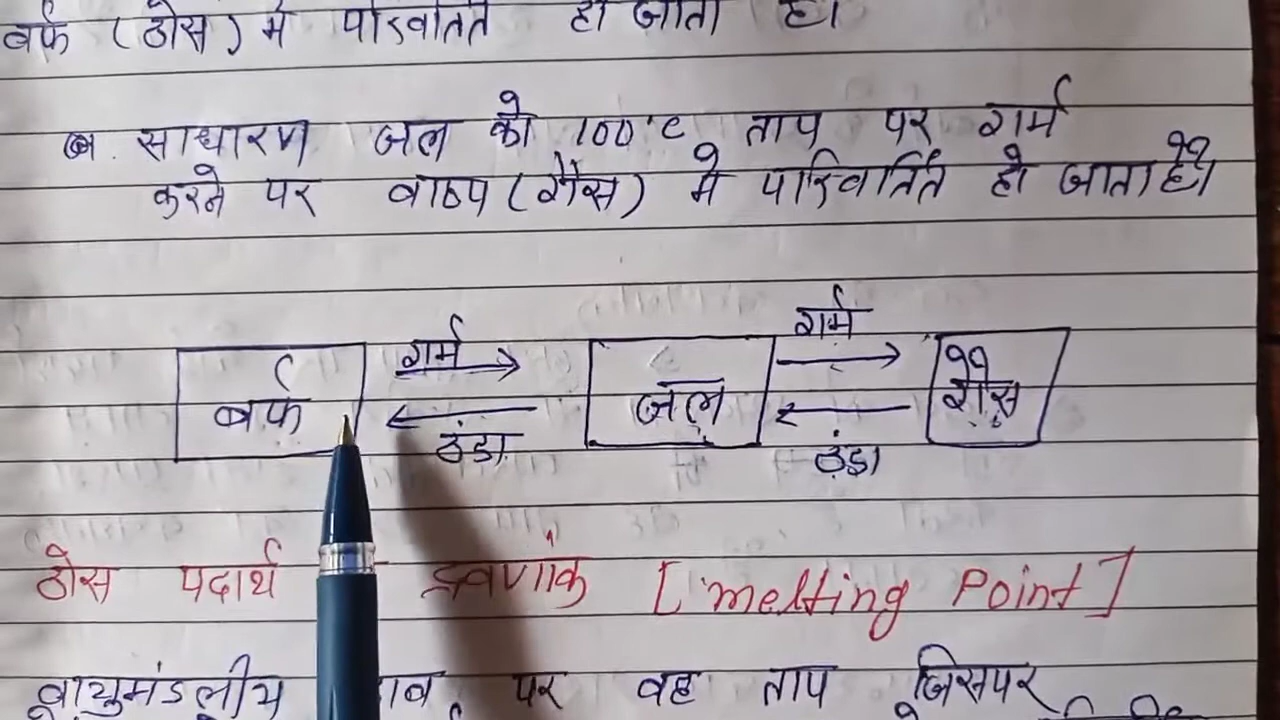 बर्फ (ठोस) में परिवर्तित हो जाता है।
साधारण जल को 100°C ताप पर गर्म
करने पर वाष्प (गैस) में परिवर्तित हो जाता है।
गर्म
गर्म
बर्फ
जल
गैस
ठंडा
ठंडा
ठोस पदार्थ द्रवणांक [melting Point]
वायुमंडलीय पर वह ताप जिसपर